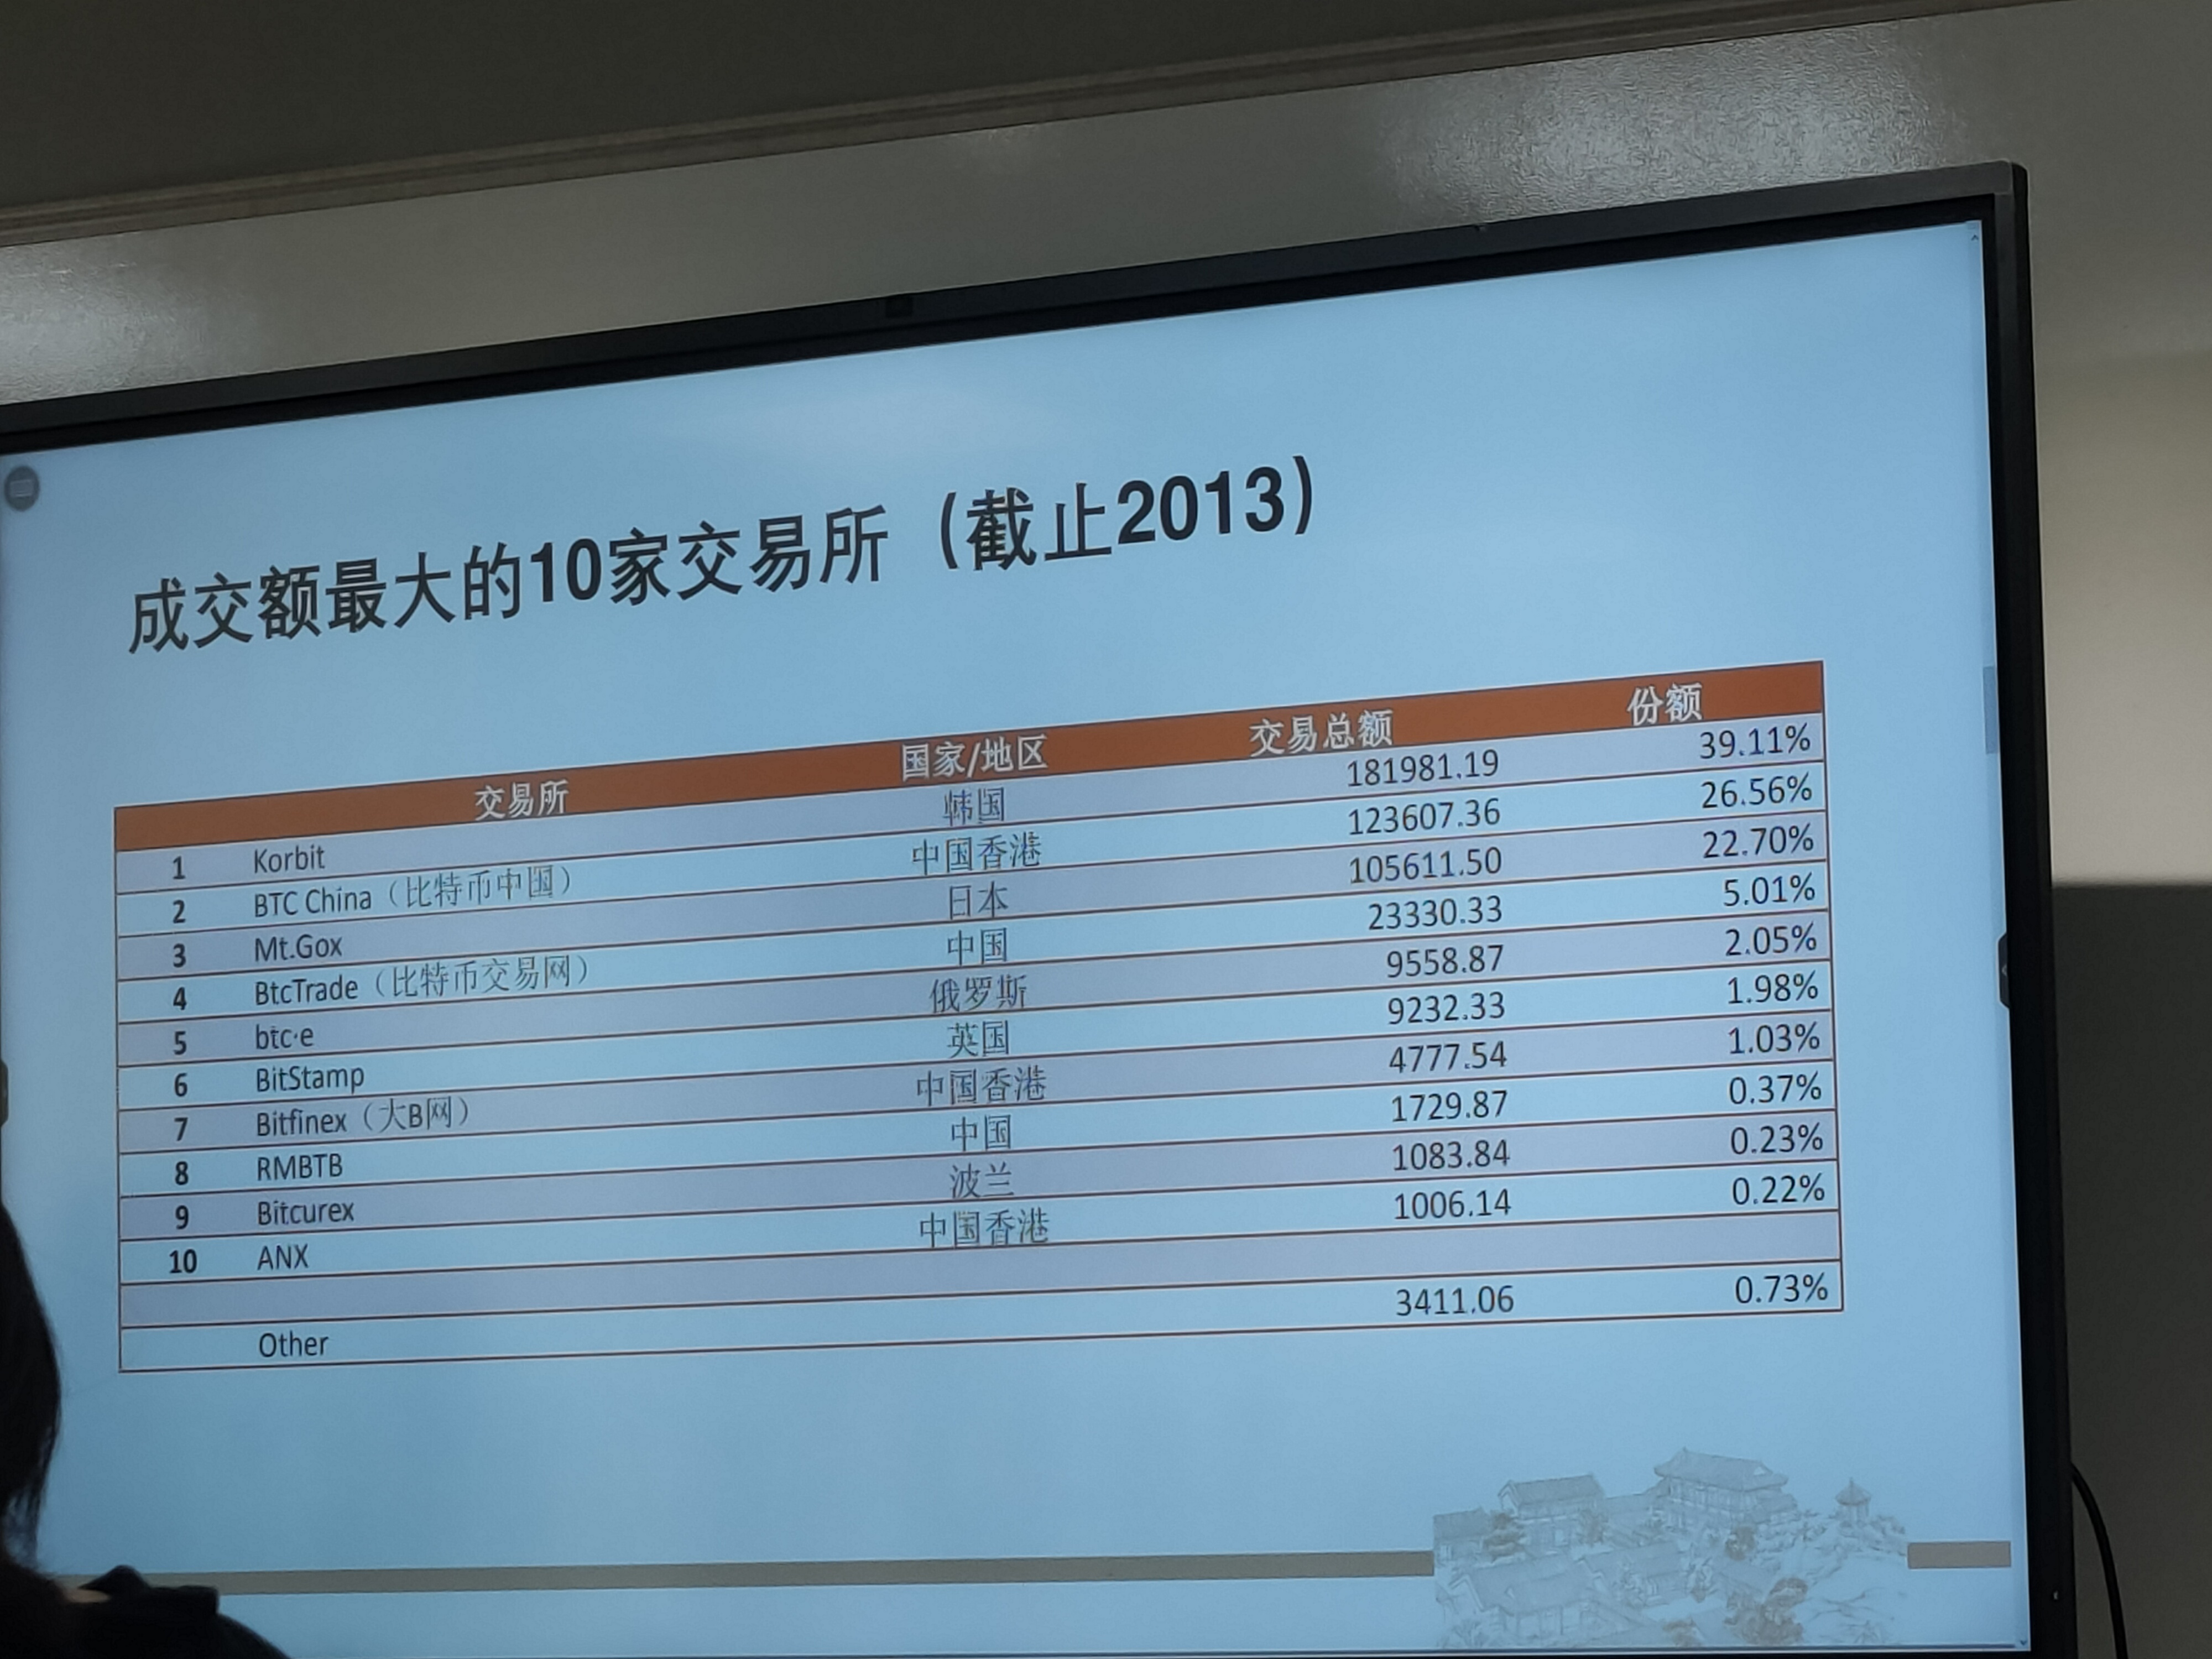 成交额最大的10家交易所（截止2013）
交易所 国家/地区 交易总额 份额
1 Korbit 韩国 181981.19 39.11%
2 BTC China（比特币中国） 中国香港 123607.36 26.56%
3 Mt.Gox 日本 105611.50 22.70%
4 BtcTrade（比特币交易网） 中国 23330.33 5.01%
5 btc·e 俄罗斯 9558.87 2.05%
6 BitStamp 英国 9232.33 1.98%
7 Bitfinex（大B网） 中国香港 4777.54 1.03%
8 RMBTB 中国 1729.87 0.37%
9 Bitcurex 波兰 1083.84 0.23%
10 ANX 中国香港 1006.14 0.22%
Other 3411.06 0.73%